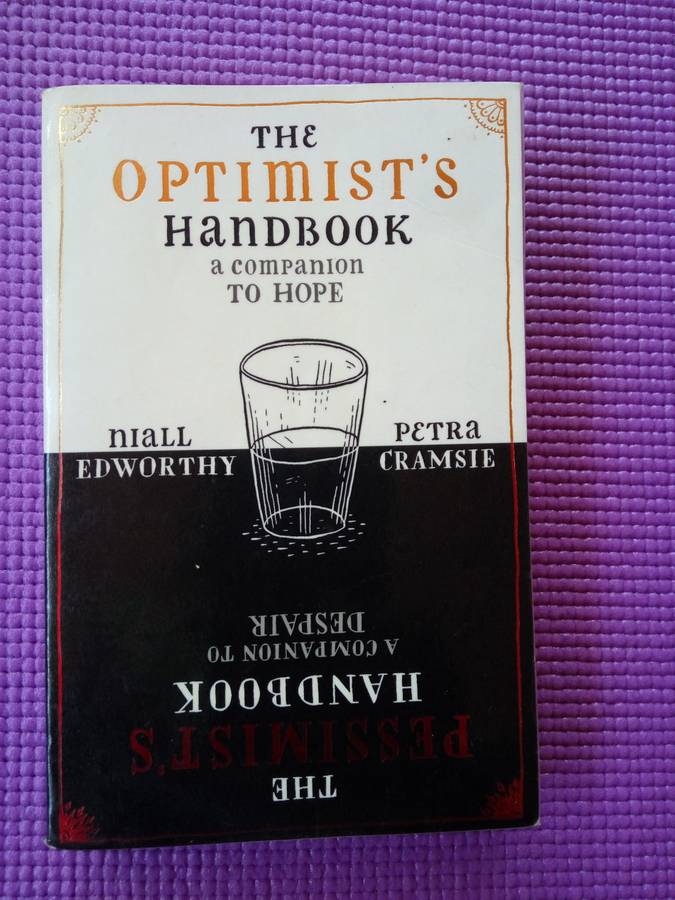 THE
OPTIMIST'S
HANDBOOK
a companion
TO HOPE
NIALL
EDWORTHY
PETRA
CRAMSIE
THE
PESSIMIST'S
HANDBOOK
A COMPANION TO
DESPAIR